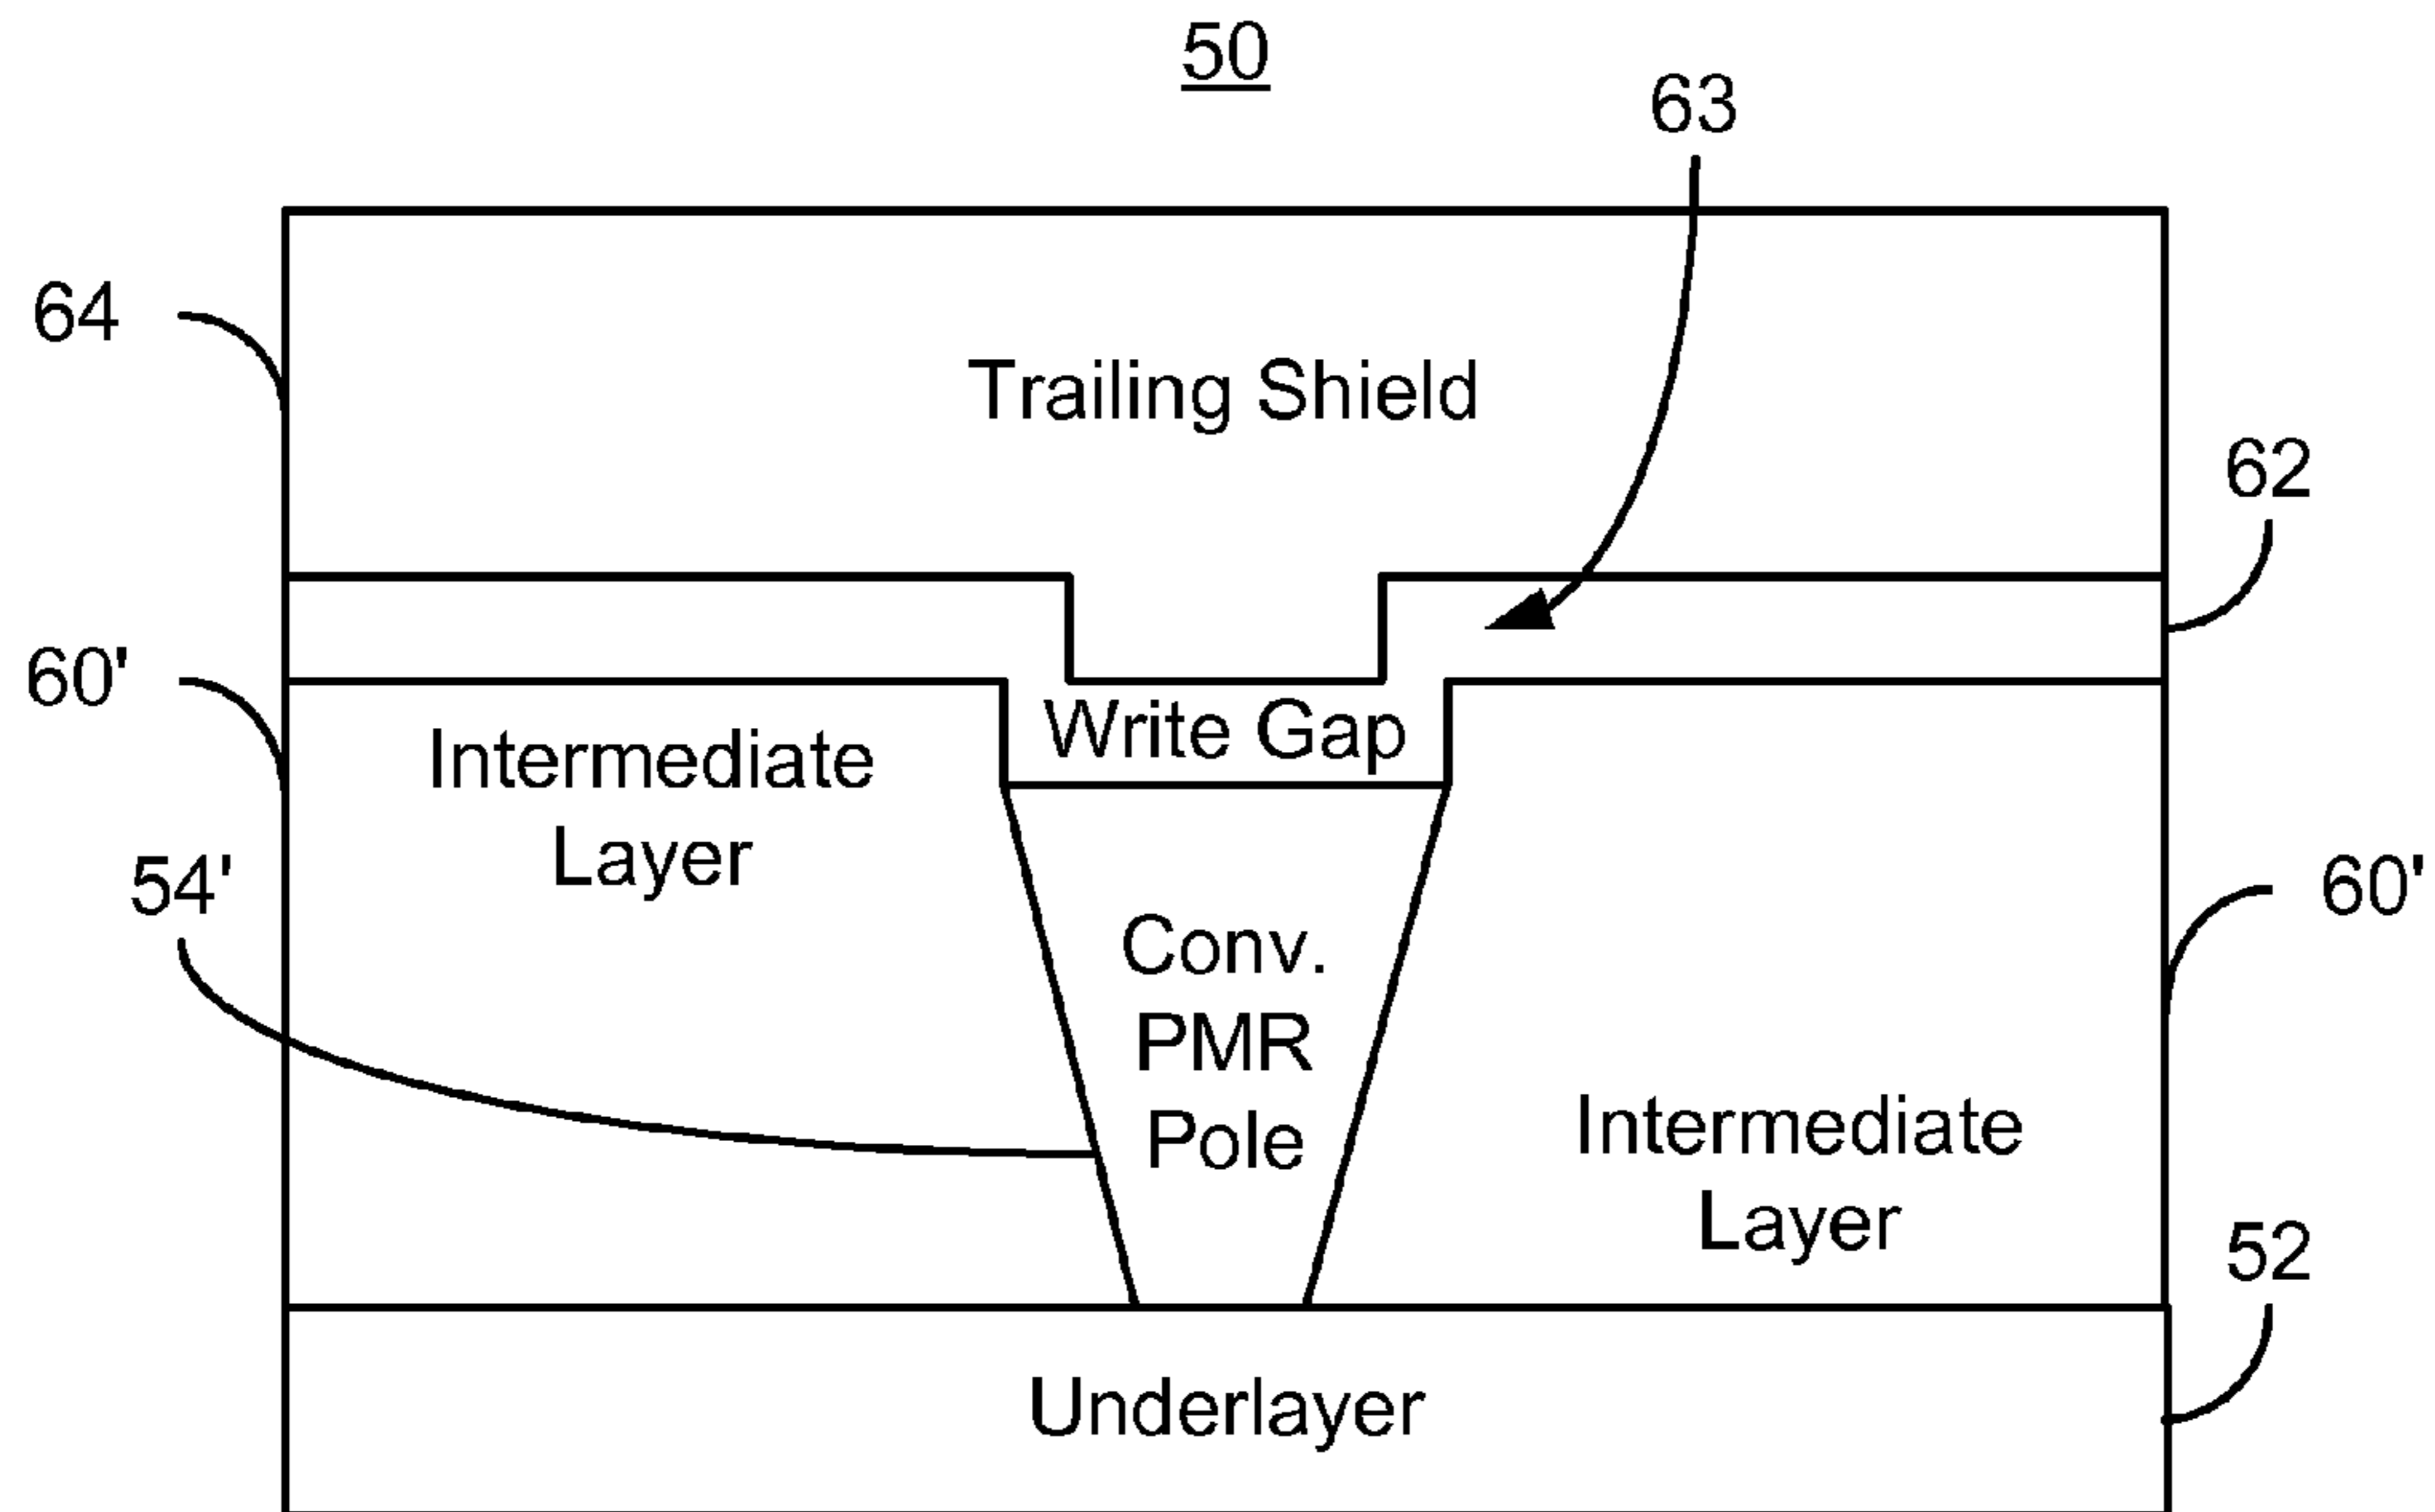 50
63
64
Trailing Shield
62
60'
Write Gap
Intermediate
Layer
54'
60'
Conv.
PMR
Pole
Intermediate
Layer
52
Underlayer